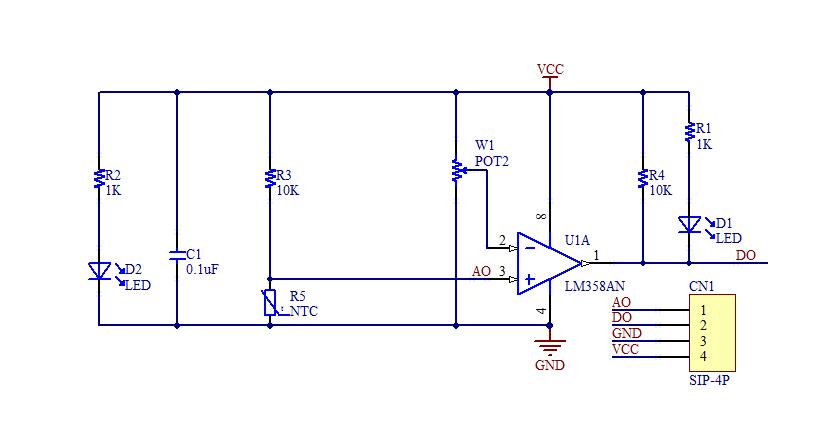 VCC
R1
1K
W1
POT2
R2
1K
R3
10K
R4
10K
8
D1
LED
2
U1A
1
DO
C1
0.1uF
D2
LED
AO
3
LM358AN
CN1
R5
NTC
4
AO
1
DO
2
GND
3
VCC
4
GND
SIP-4P